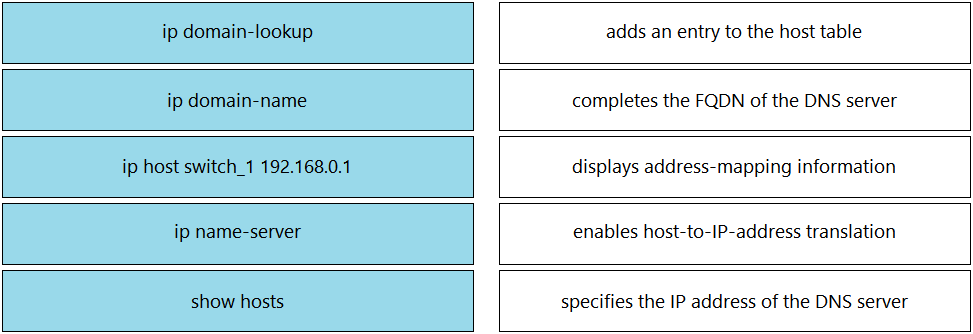 ip domain-lookup
adds an entry to the host table
ip domain-name
completes the FQDN of the DNS server
ip host switch_1 192.168.0.1
displays address-mapping information
ip name-server
enables host-to-IP-address translation
show hosts
specifies the IP address of the DNS server